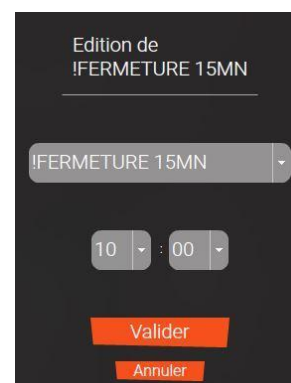 Edition de
!FERMETURE 15MN
!FERMETURE 15MN
10 : 00
Valider
Annuler